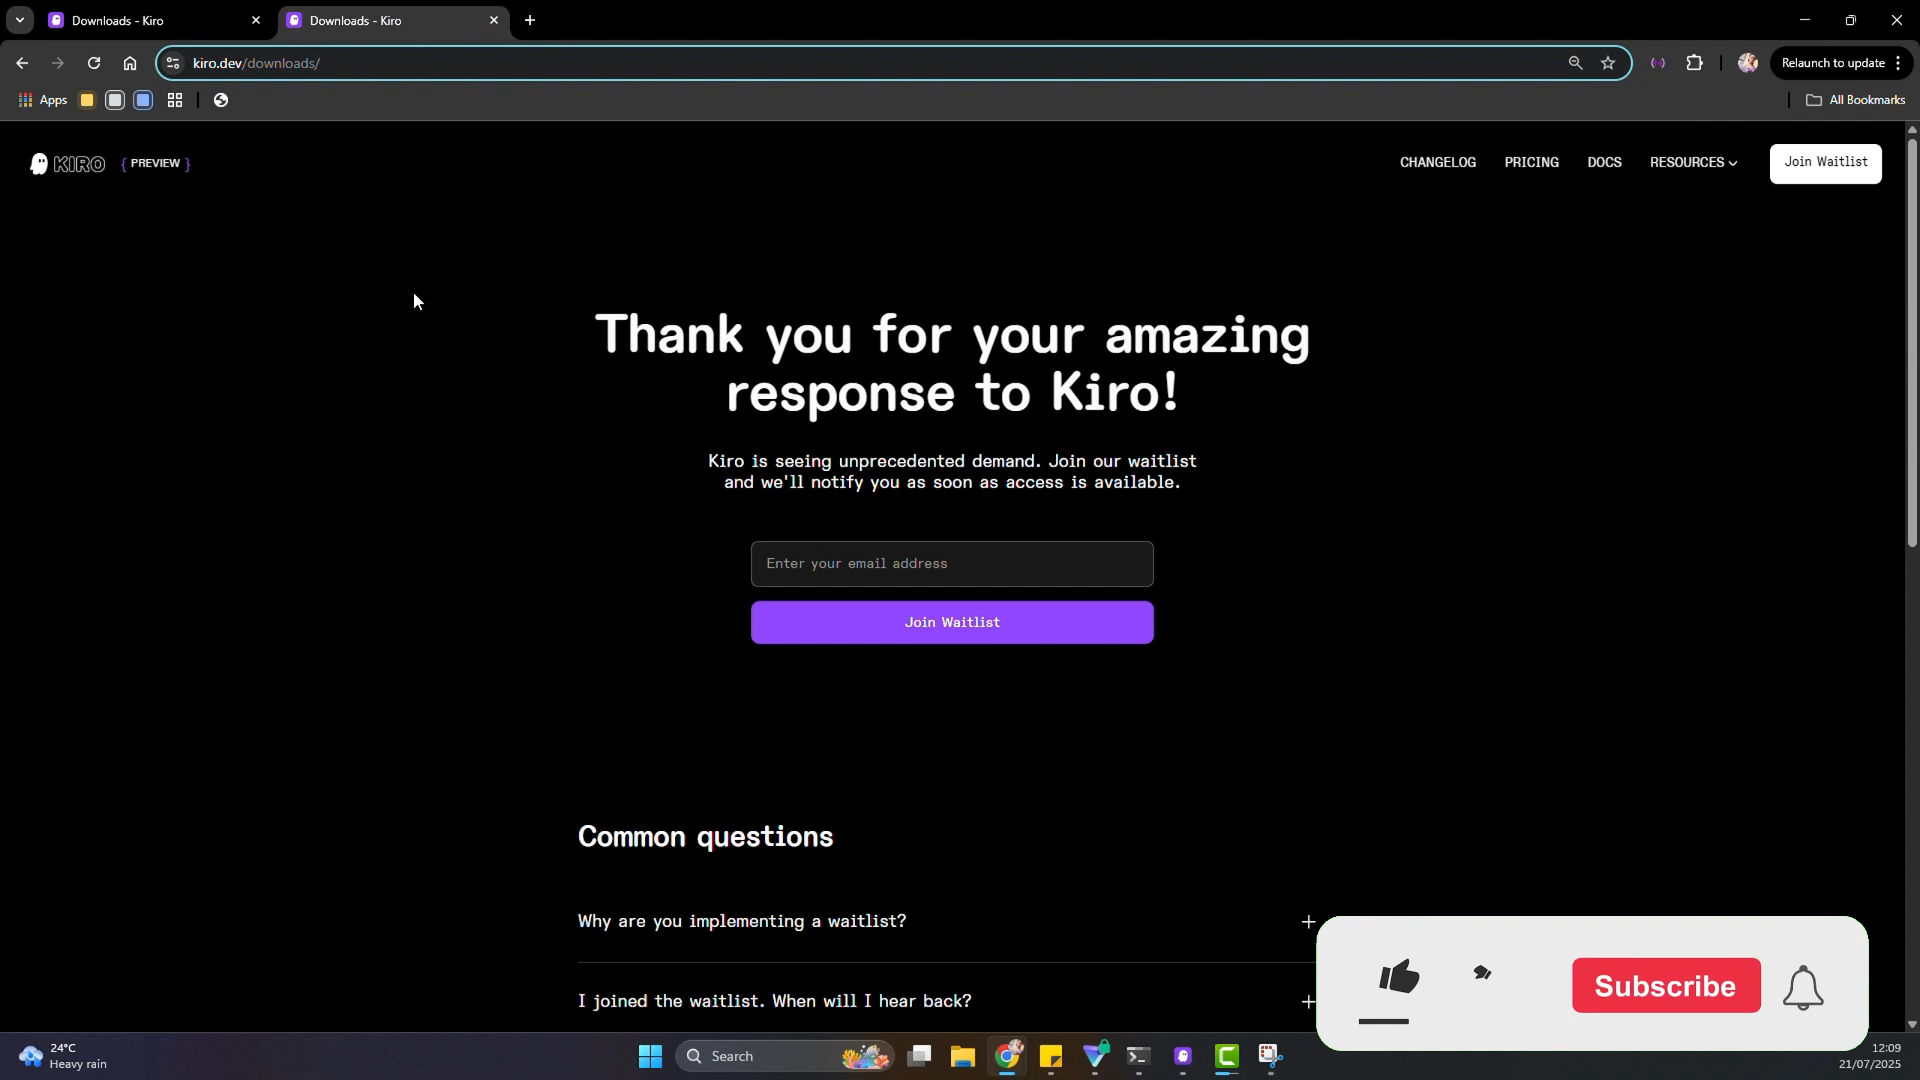 Downloads - Kiro
Downloads - Kiro
kiro.dev/downloads/
Relaunch to update
Apps
All Bookmarks
KIRO
{ PREVIEW }
CHANGELOG
PRICING
DOCS
RESOURCES
Join Waitlist
Thank you for your amazing
response to Kiro!
Kiro is seeing unprecedented demand. Join our waitlist
and we'll notify you as soon as access is available.
Enter your email address
Join Waitlist
Common questions
Why are you implementing a waitlist?
+
I joined the waitlist. When will I hear back?
+
Subscribe
24°C
Heavy rain
Search
12:09
21/07/2025